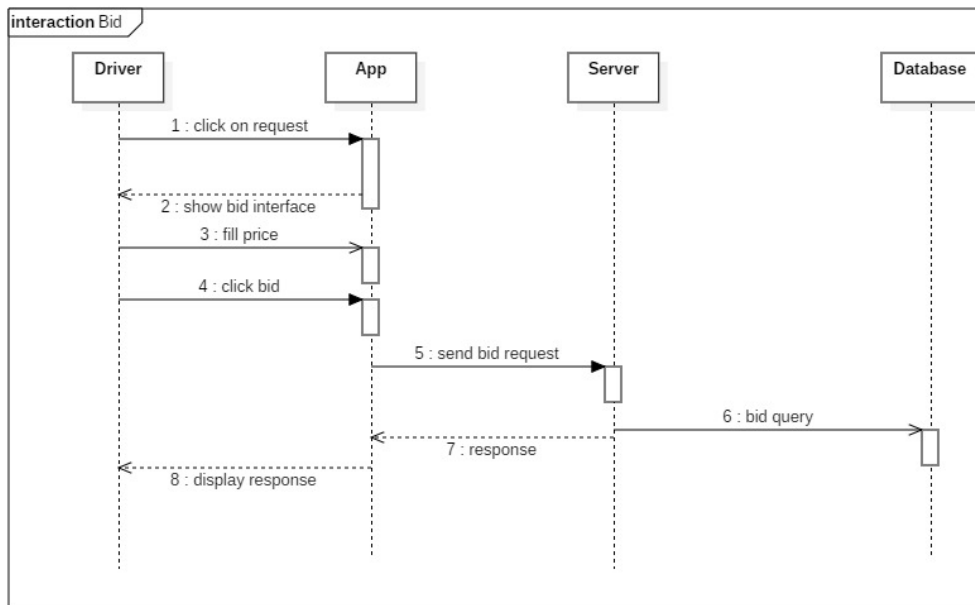 interaction Bid
Driver
App
Server
Database
1 : click on request
2 : show bid interface
3 : fill price
4 : click bid
5 : send bid request
6 : bid query
7 : response
8 : display response